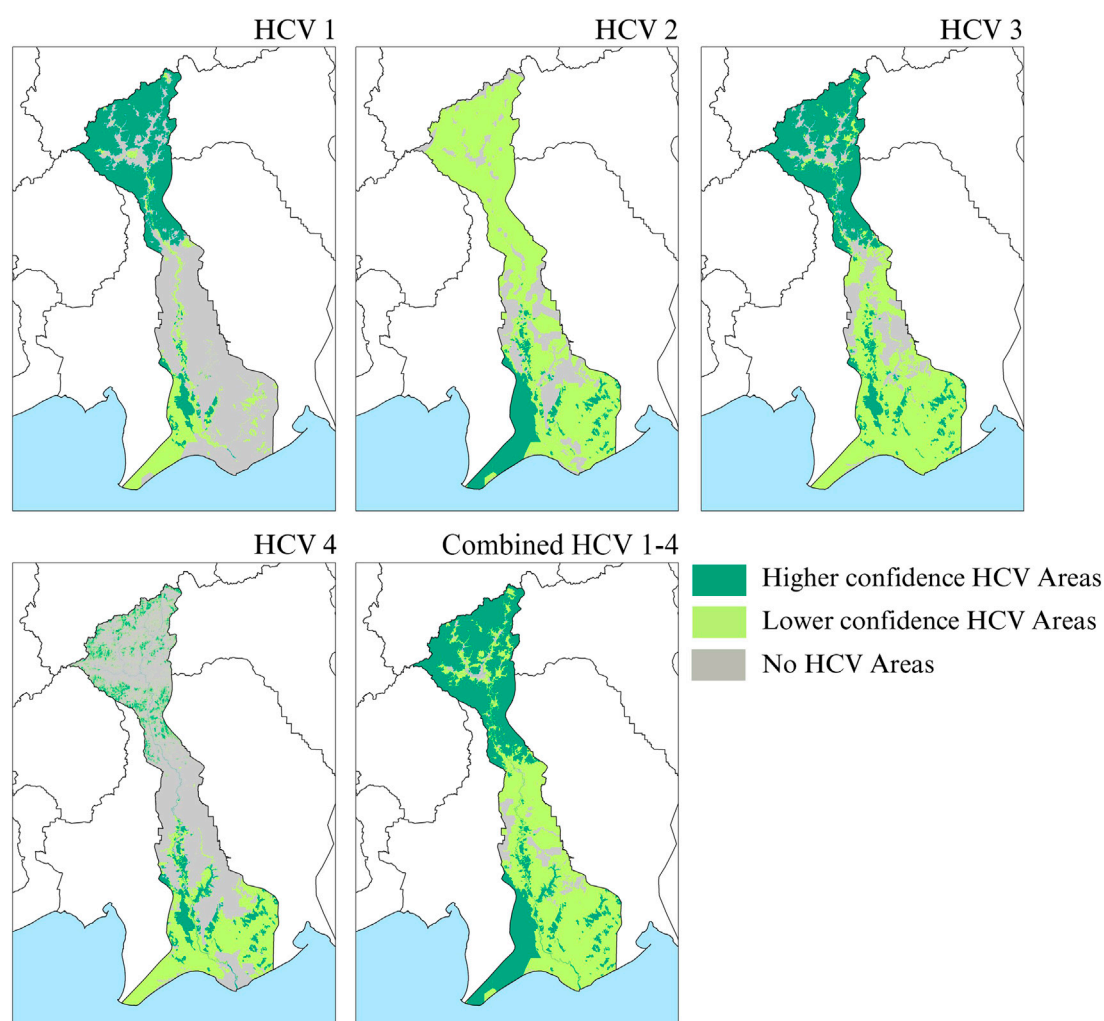 HCV 1
HCV 2
HCV 3
HCV 4
Combined HCV 1-4
Higher confidence HCV Areas
Lower confidence HCV Areas
No HCV Areas